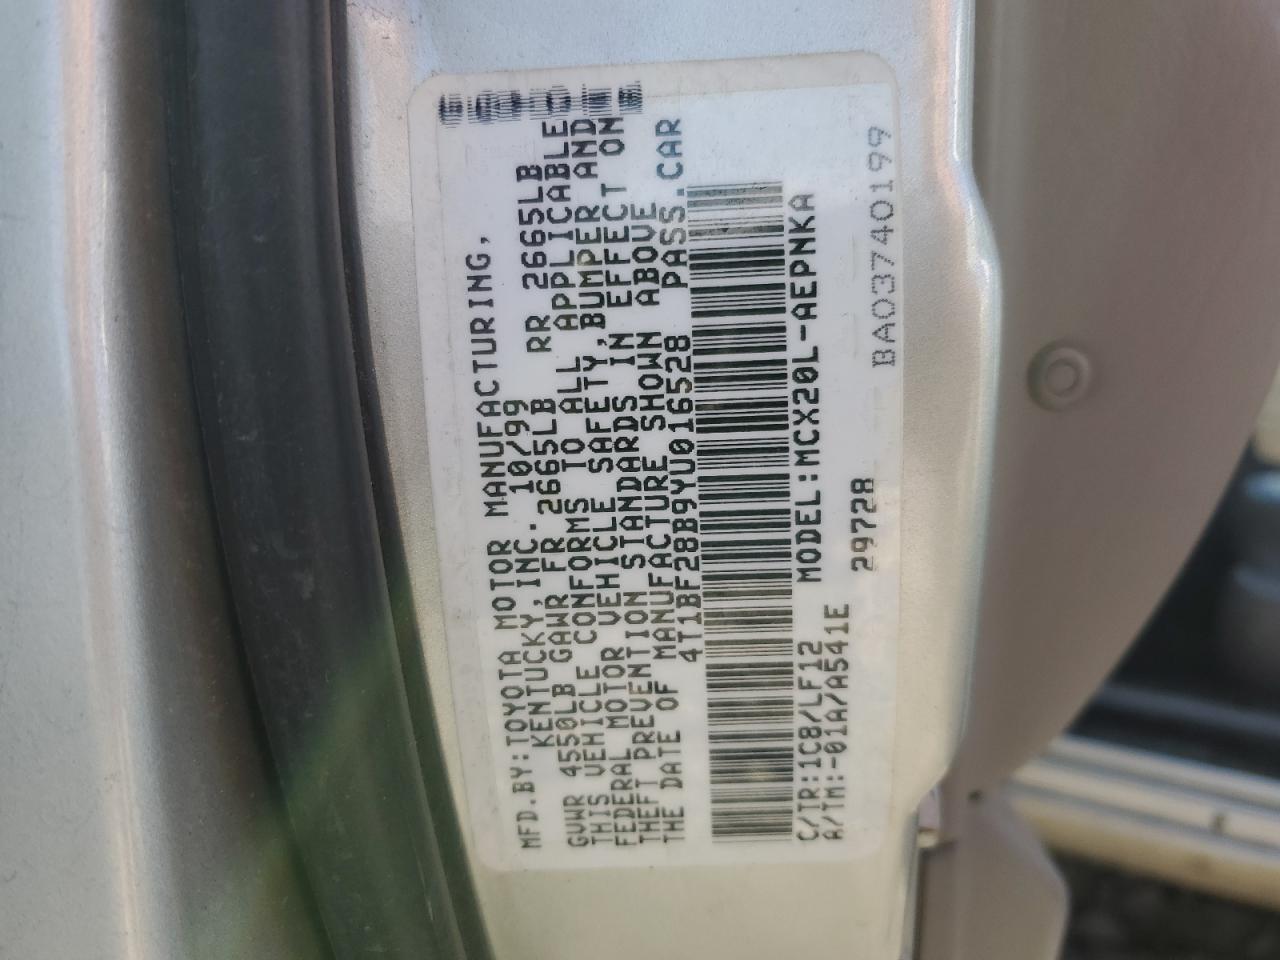 MFD.BY:TOYOTA MOTOR MANUFACTURING,
KENTUCKY,INC. 10/99
GVWR 4550LB GAWR FR 2665LB RR 2665LB
THIS VEHICLE CONFORMS TO ALL APPLICABLE
FEDERAL MOTOR VEHICLE SAFETY,BUMPER AND
THEFT PREVENTION STANDARDS IN EFFECT ON
THE DATE OF MANUFACTURE SHOWN ABOVE
4T1BF28B9YU016528 PASS.CAR
C/TR:1C8/LF12 MODEL:MCX20L-AEPNKA
A/TM:-01A/A541E 29728
BA03740199